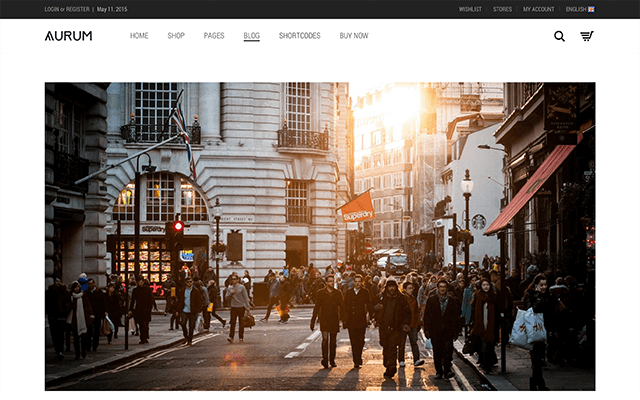 LOGIN or REGISTER | May 11, 2015
WISHLIST | STORES | MY ACCOUNT | ENGLISH
AURUM
HOME SHOP PAGES BLOG SHORTCODES BUY NOW
Superdry.
Superdry